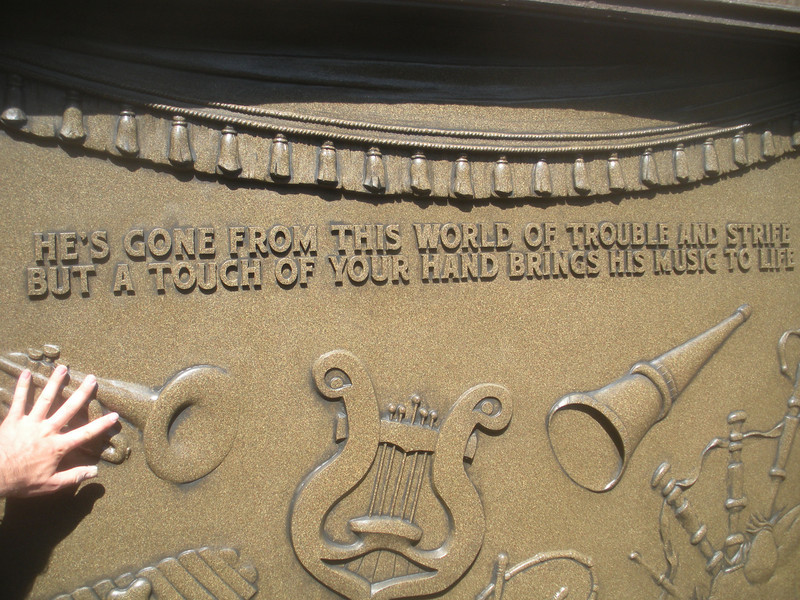 HE'S GONE FROM THIS WORLD OF TROUBLE AND STRIFE
BUT A TOUCH OF YOUR HAND BRINGS HIS MUSIC TO LIFE